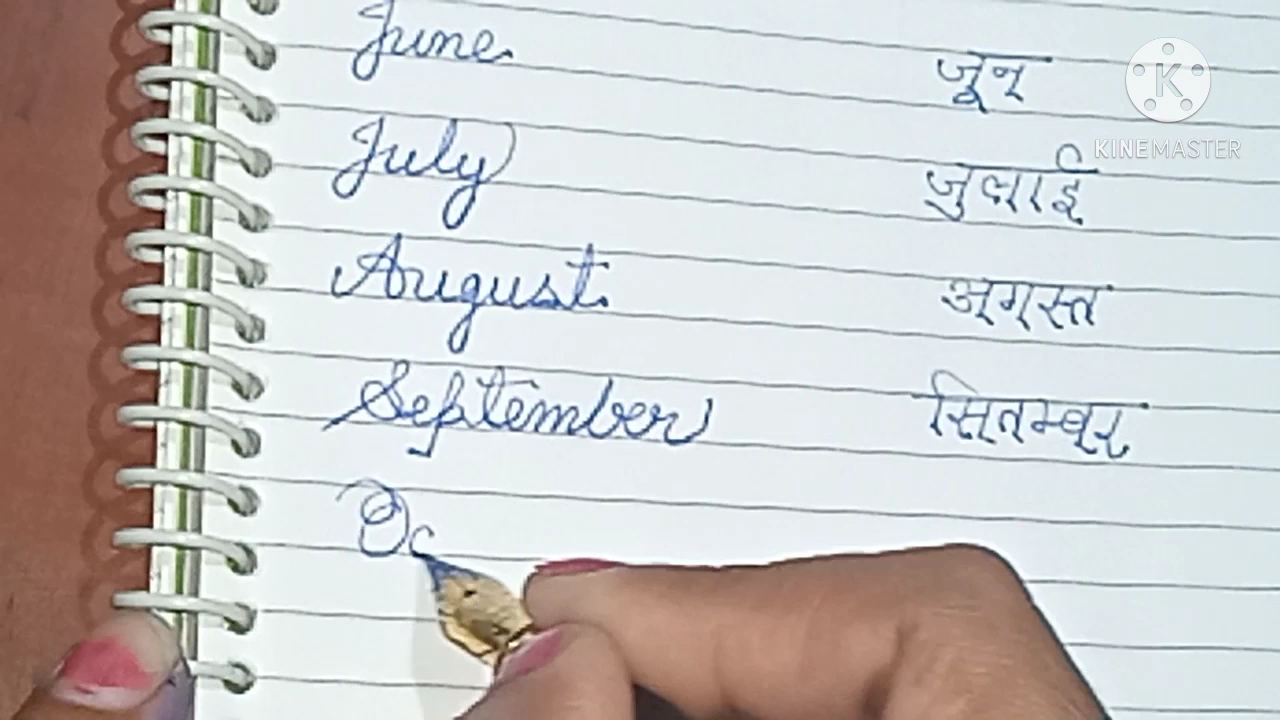 June जून
K
KINEMASTER
July जुलाई
August अगस्त
September सितम्बर
Oc